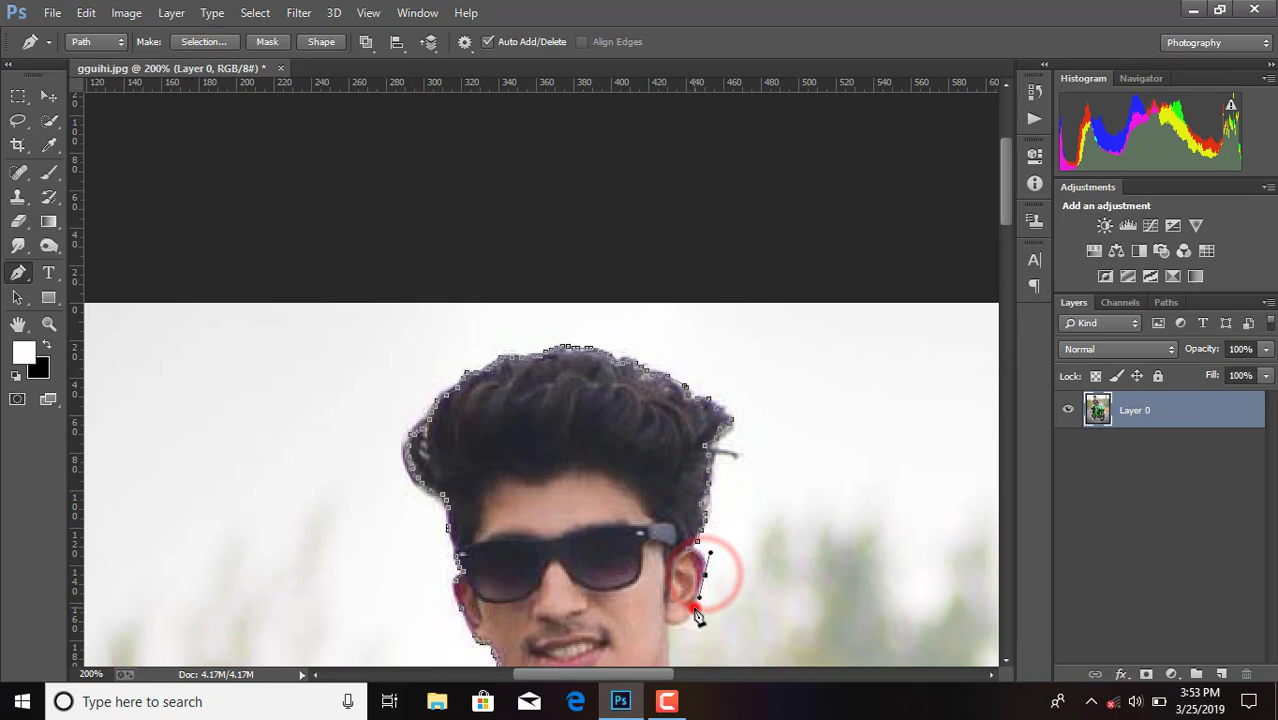 Ps File Edit Image Layer Type Select Filter 3D View Window Help
Path Make: Selection... Mask Shape Auto Add/Delete Align Edges Photography
gguihi.jpg @ 200% (Layer 0, RGB/8#) *
120 300 220 240 260 280 300 320 340 360 380 400 420 440 460 480 500 520 540 560 580 60
Histogram Navigator
Adjustments
Add an adjustment
Layers Channels Paths
Kind
Normal Opacity: 100%
Lock: Fill: 100%
Layer 0
200% Doc: 4.17M/4.17M
Type here to search
3:53 PM
3/25/2019